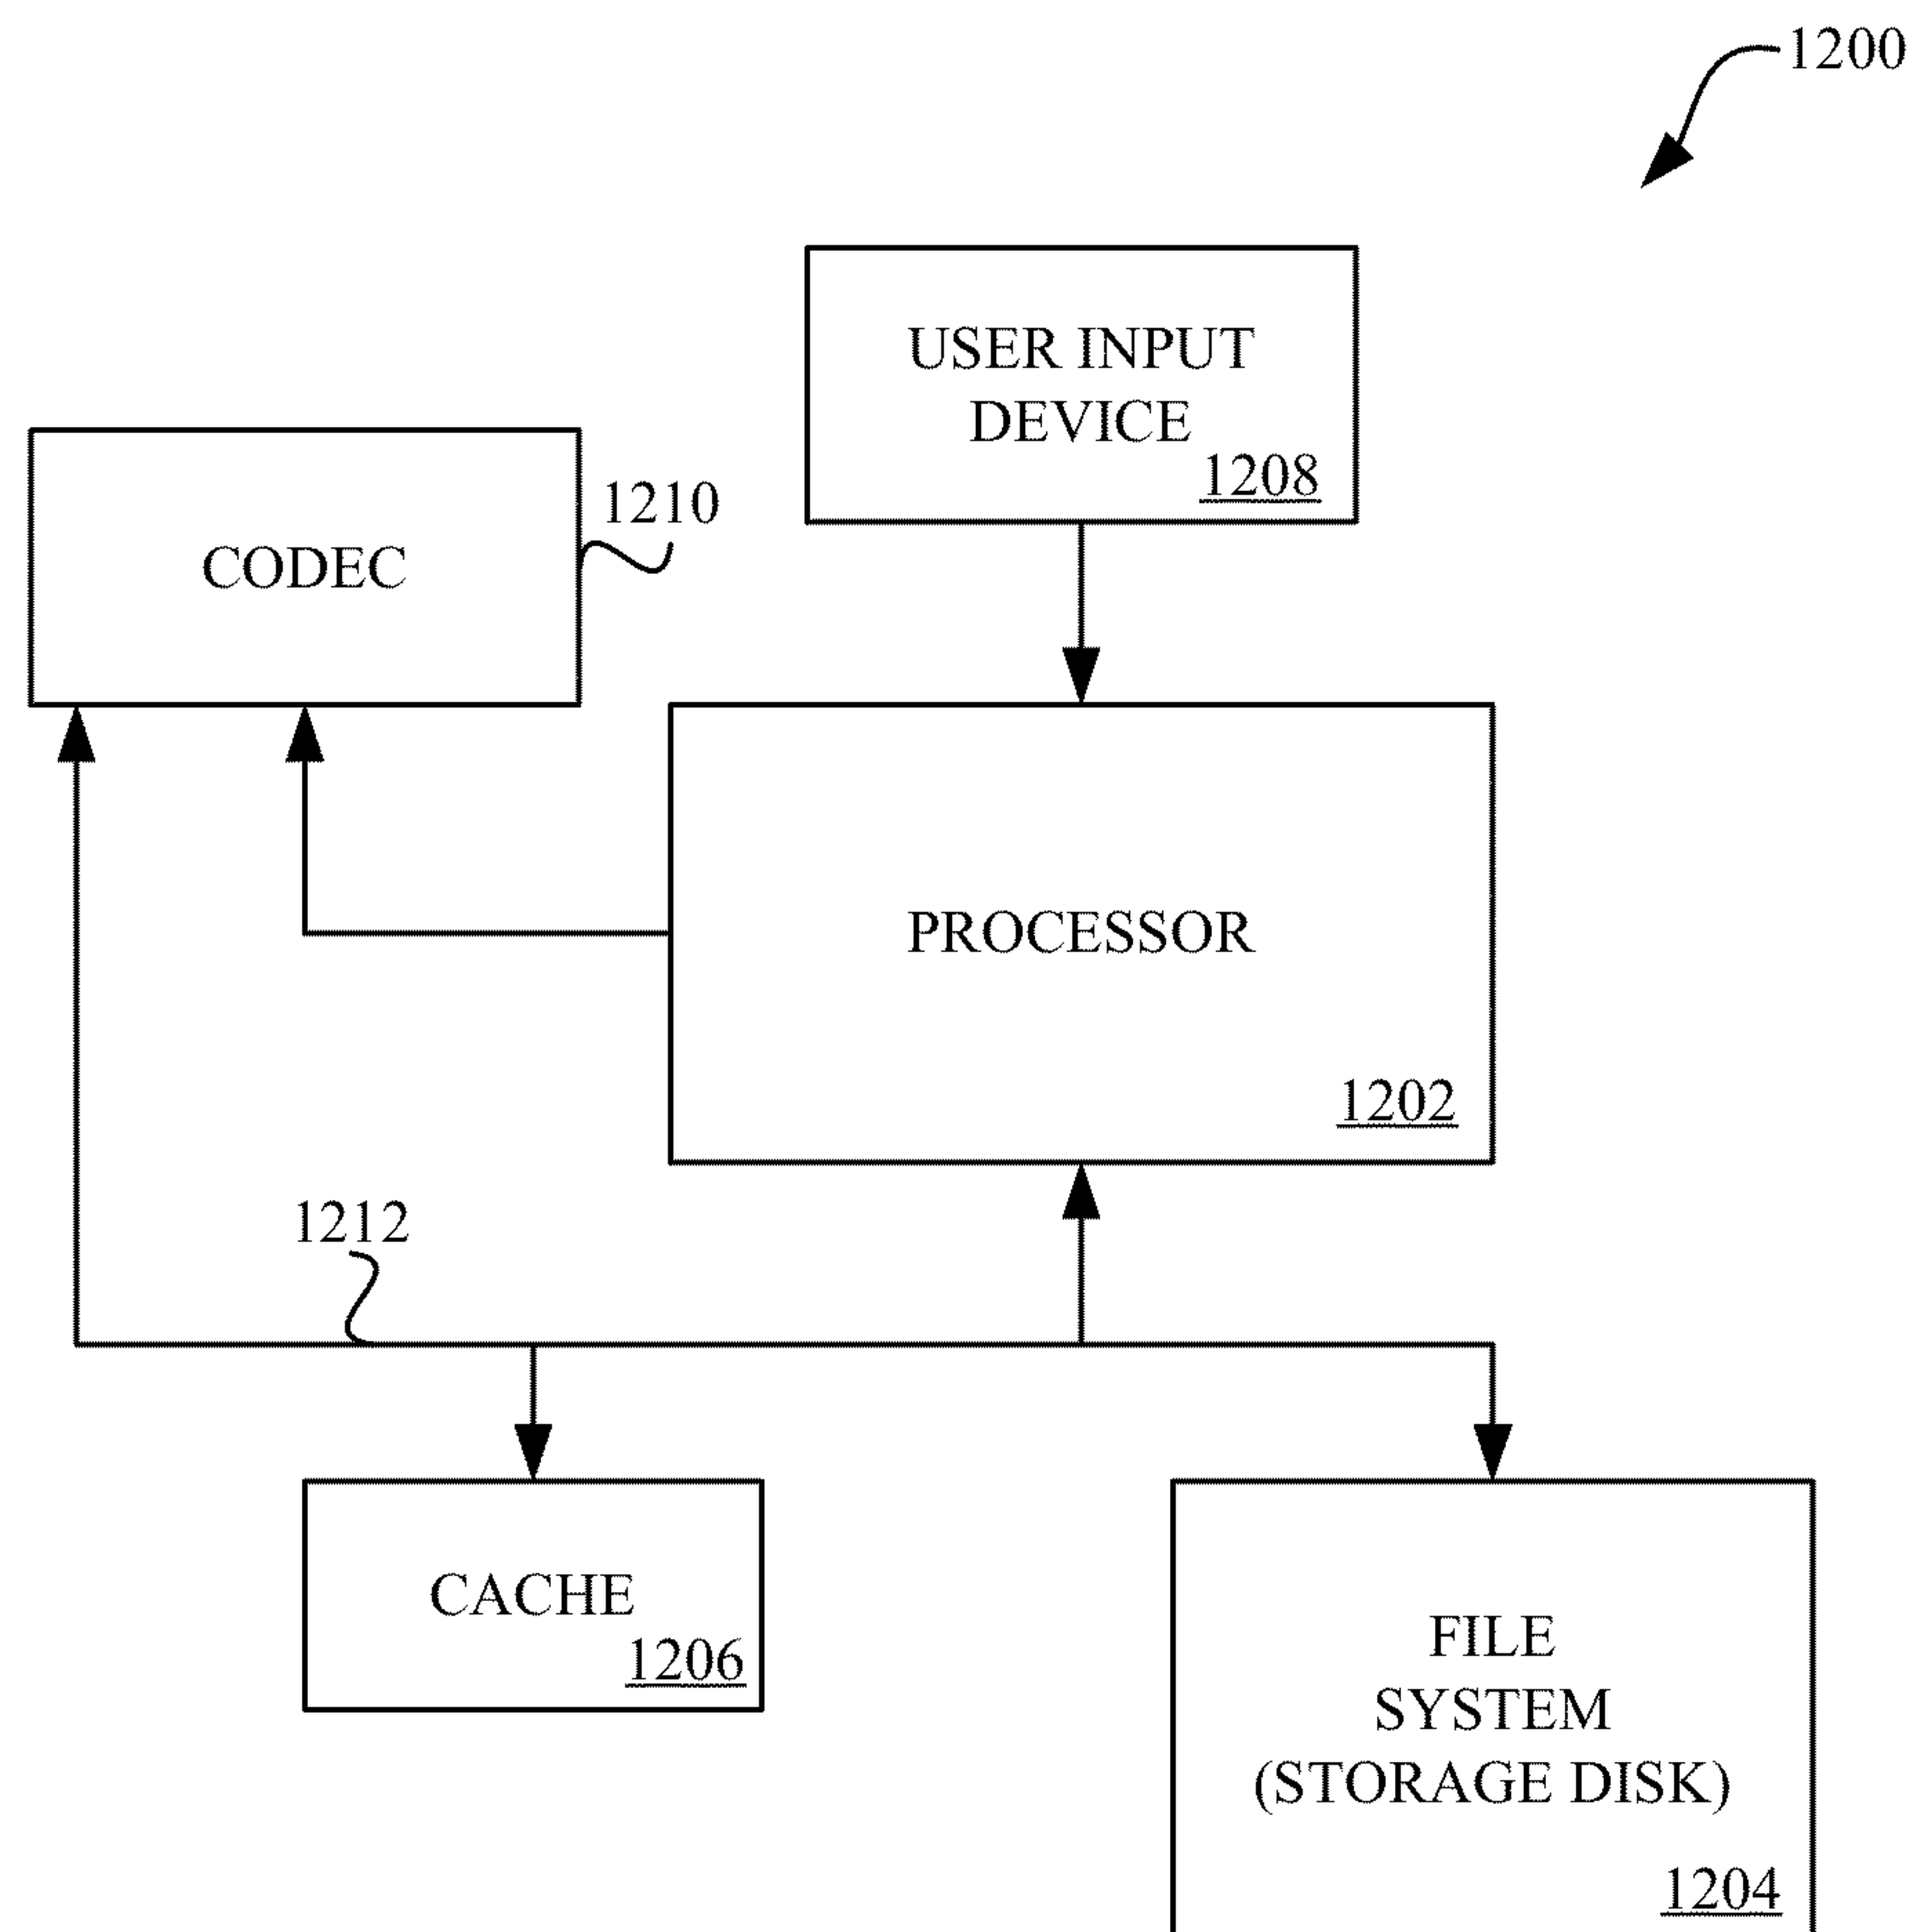 1200
USER INPUT
DEVICE
1208
1210
CODEC
PROCESSOR
1202
1212
CACHE
1206
FILE
SYSTEM
(STORAGE DISK)
1204